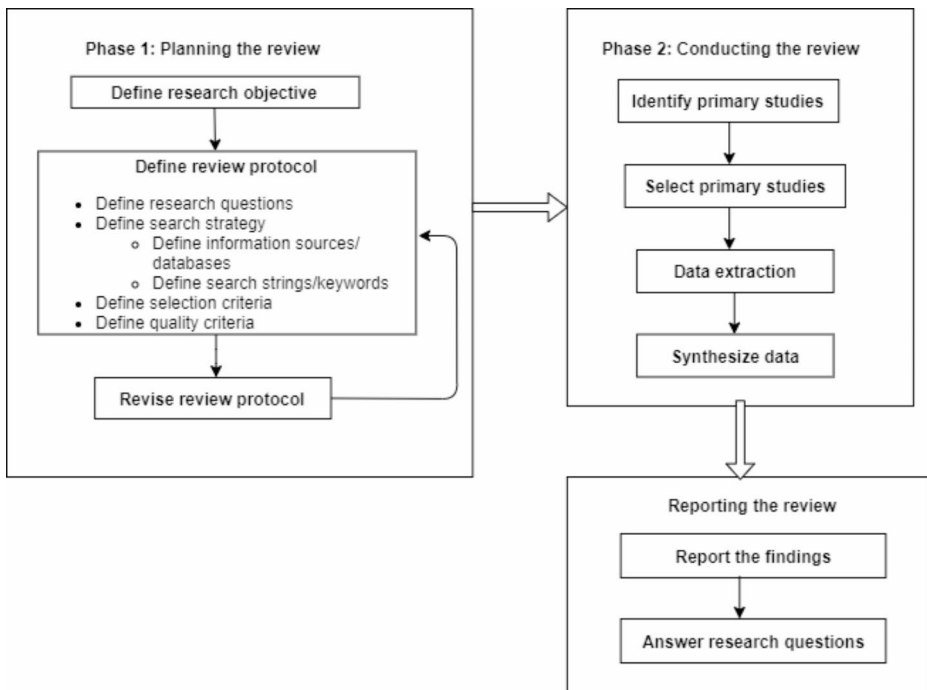 Phase 1: Planning the review
Define research objective
Define review protocol
Define research questions
Define search strategy
Define information sources/
databases
Define search strings/keywords
Define selection criteria
Define quality criteria
Revise review protocol
Phase 2: Conducting the review
Identify primary studies
Select primary studies
Data extraction
Synthesize data
Reporting the review
Report the findings
Answer research questions